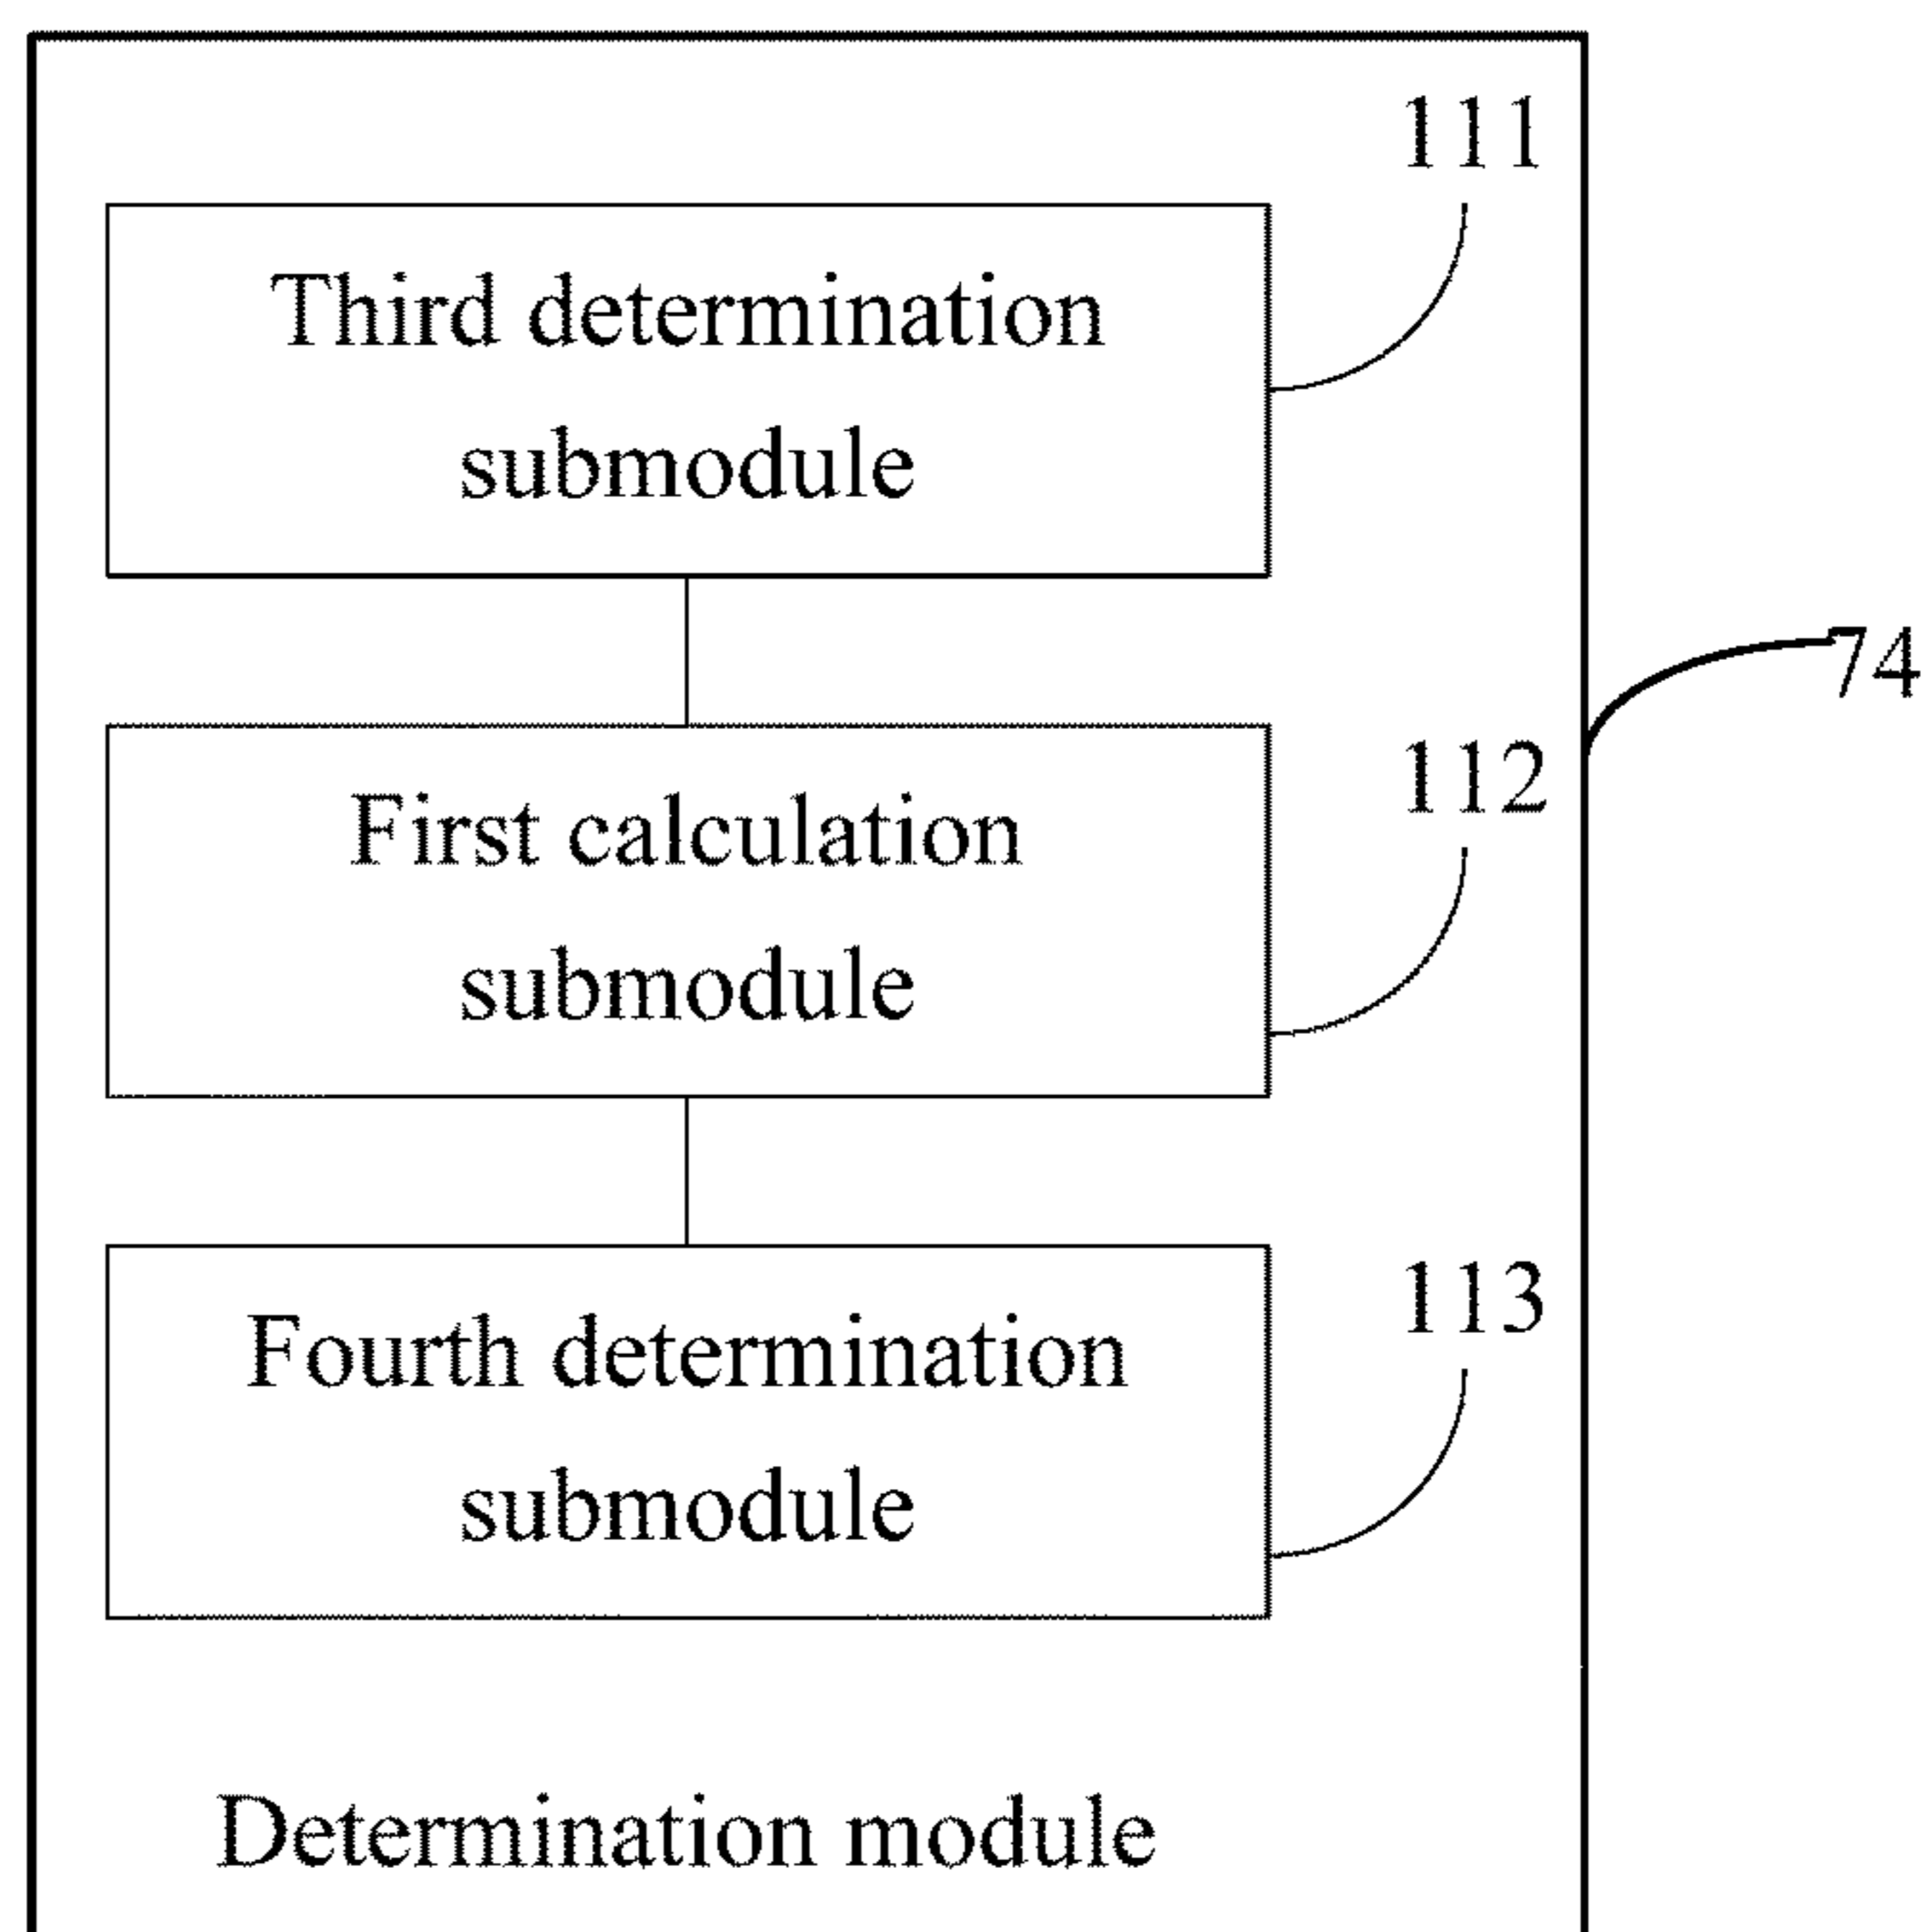 111
Third determination
submodule
74
112
First calculation
submodule
113
Fourth determination
submodule
Determination module